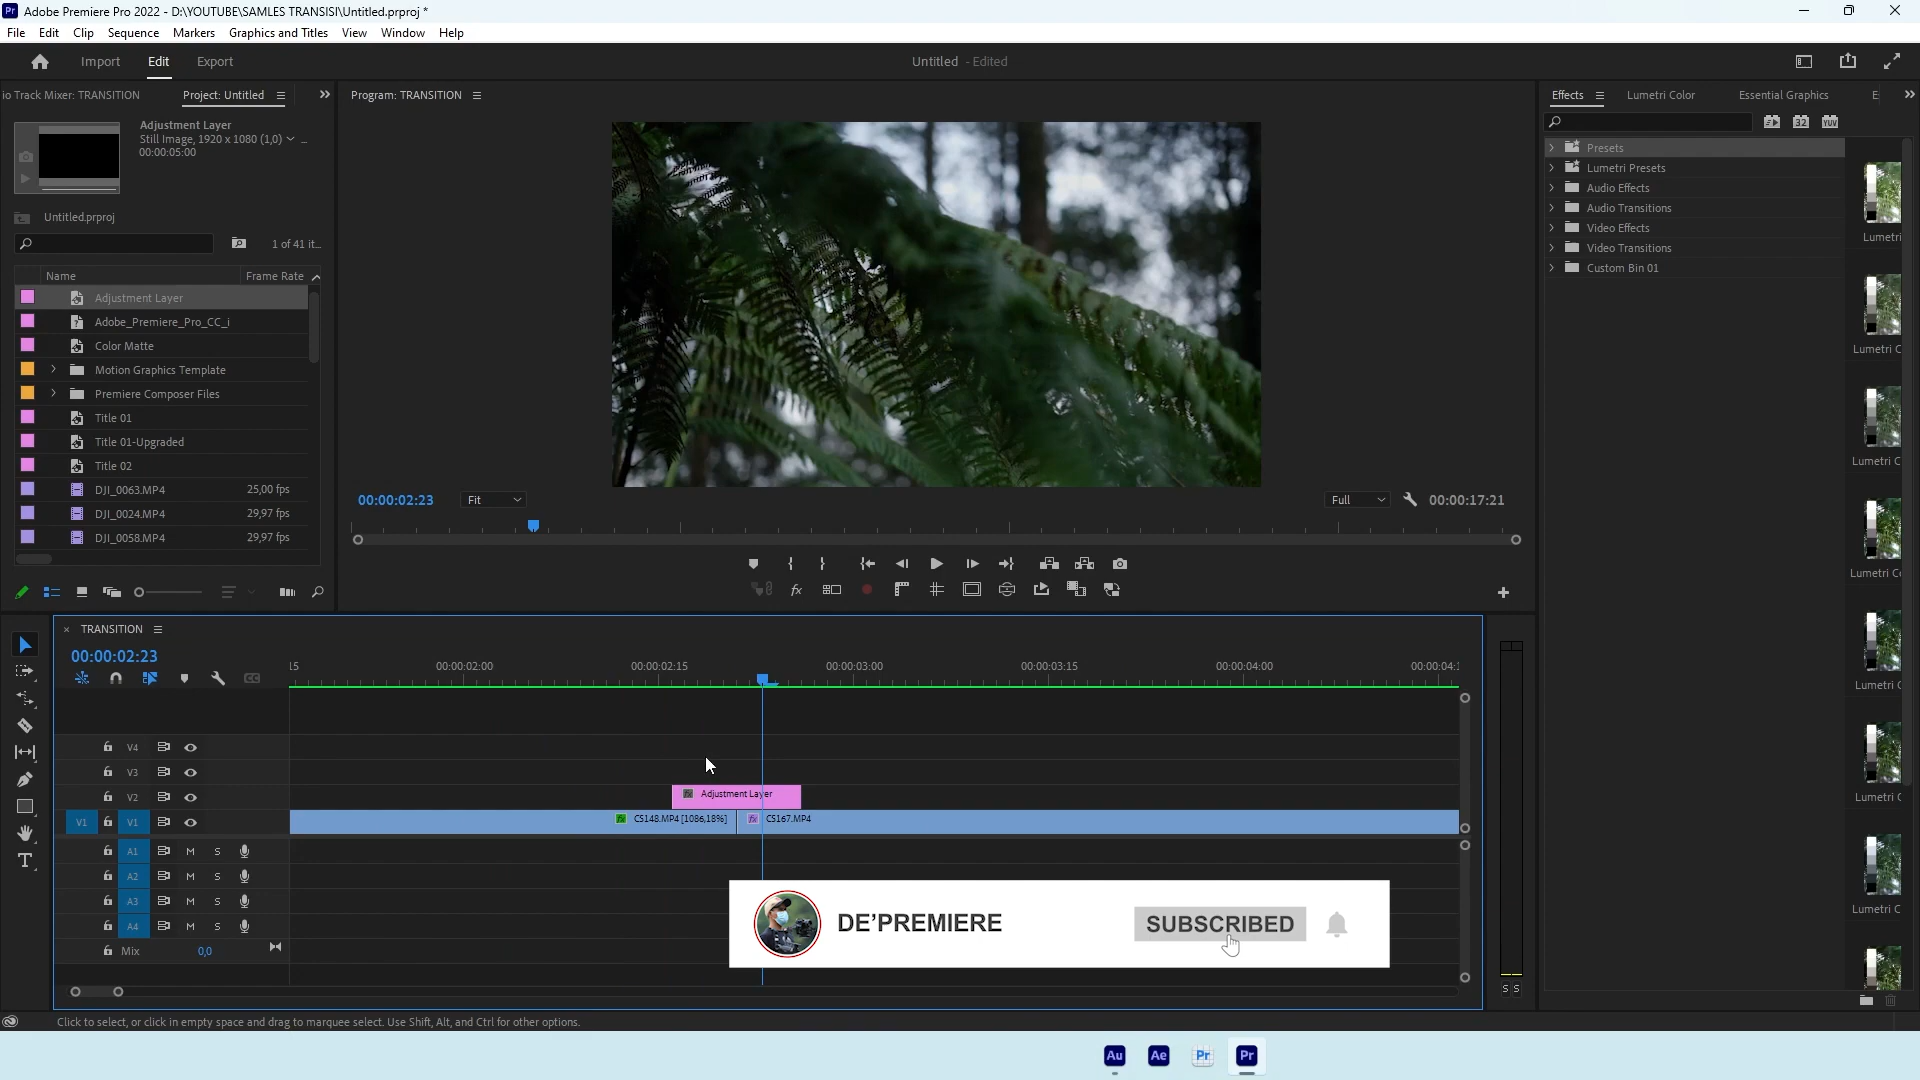 Pr Adobe Premiere Pro 2022 - D:\YOUTUBE\SAMLES TRANSISI\Untitled.prproj *
File Edit Clip Sequence Markers Graphics and Titles View Window Help
Import Edit Export
Untitled - Edited
io Track Mixer: TRANSITION Project: Untitled
Adjustment Layer
Still Image, 1920 x 1080 (1,0)
00:00:05:00
Untitled.prproj
1 of 41 it...
Name Frame Rate
Adjustment Layer
Adobe_Premiere_Pro_CC_i
Color Matte
Motion Graphics Template
Premiere Composer Files
Title 01
Title 01-Upgraded
Title 02
DJI_0063.MP4 25,00 fps
DJI_0024.MP4 29,97 fps
DJI_0058.MP4 29,97 fps
Program: TRANSITION
00:00:02:23 Fit Full 00:00:17:21
fx
Effects Lumetri Color Essential Graphics E
32 YUV
Presets
Lumetri Presets
Audio Effects
Audio Transitions
Video Effects
Video Transitions
Custom Bin 01
Lumetri
Lumetri C
Lumetri C
Lumetri Co
Lumetri C
Lumetri C
Lumetri C
× TRANSITION
00:00:02:23
CC
15 00:00:02:00 00:00:02:15 00:00:03:00 00:00:03:15 00:00:04:00 00:00:04:1
V4
V3
V2 fx Adjustment Layer
V1 V1 fx CS148.MP4 [1086,18%] fx CS167.MP4
A1 M S
A2 M S
A3 M S
A4 M S
Mix 0,0
DE’PREMIERE SUBSCRIBED
S S
T
Click to select, or click in empty space and drag to marquee select. Use Shift, Alt, and Ctrl for other options.
Au Ae Pr Pr